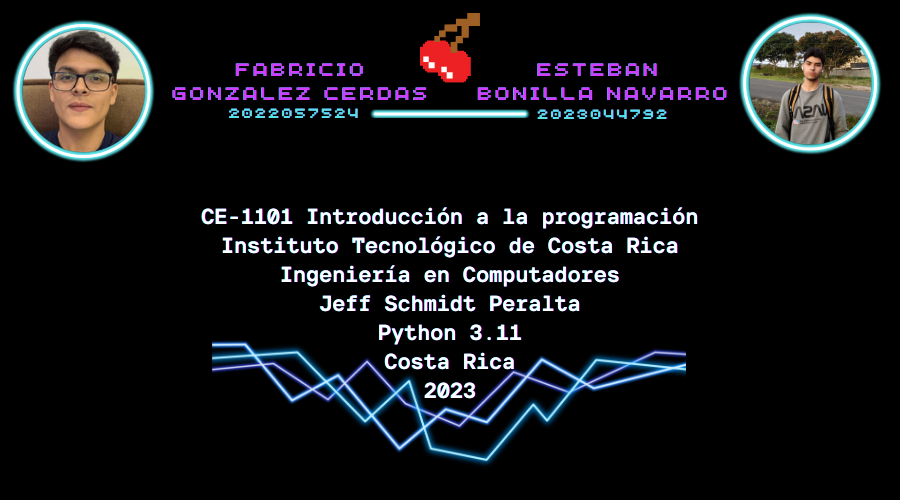 FABRICIO
GONZALEZ CERDAS
2022057524
ESTEBAN
BONILLA NAVARRO
2023044792
CE-1101 Introducción a la programación
Instituto Tecnológico de Costa Rica
Ingeniería en Computadores
Jeff Schmidt Peralta
Python 3.11
Costa Rica
2023